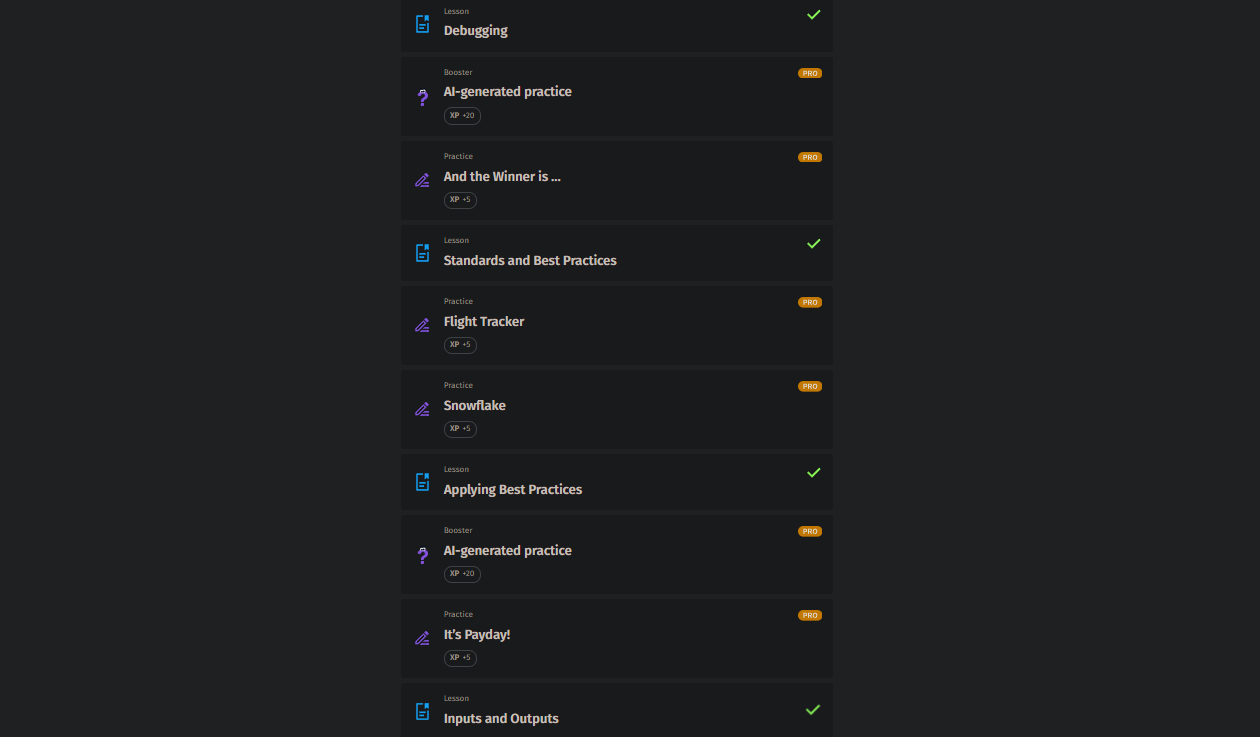 Lesson
Debugging
Booster
PRO
AI-generated practice
XP +20
Practice
PRO
And the Winner is ...
XP +5
Lesson
Standards and Best Practices
Practice
PRO
Flight Tracker
XP +5
Practice
PRO
Snowflake
XP +5
Lesson
Applying Best Practices
Booster
PRO
AI-generated practice
XP +20
Practice
PRO
It's Payday!
XP +5
Lesson
Inputs and Outputs